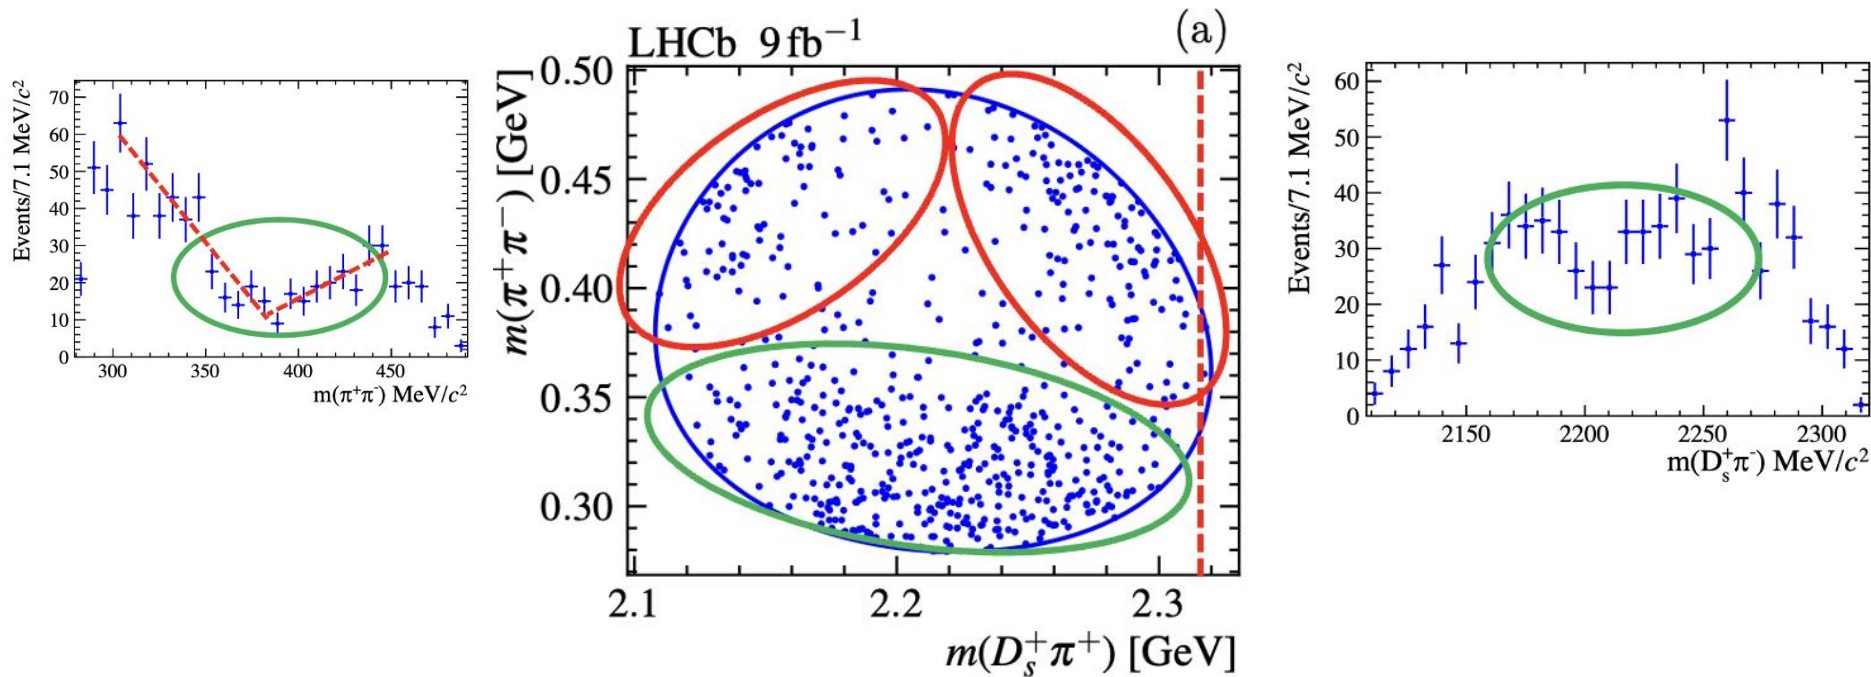 Events/7.1 MeV/c²
70
60
50
40
30
20
10
0
300 350 400 450
m(π⁺π⁻) MeV/c²
LHCb 9 fb⁻¹ (a)
m(π⁺π⁻) [GeV]
0.50
0.45
0.40
0.35
0.30
2.1 2.2 2.3
m(Dₛ⁺π⁺) [GeV]
Events/7.1 MeV/c²
60
50
40
30
20
10
0
2150 2200 2250 2300
m(Dₛ⁺π⁻) MeV/c²